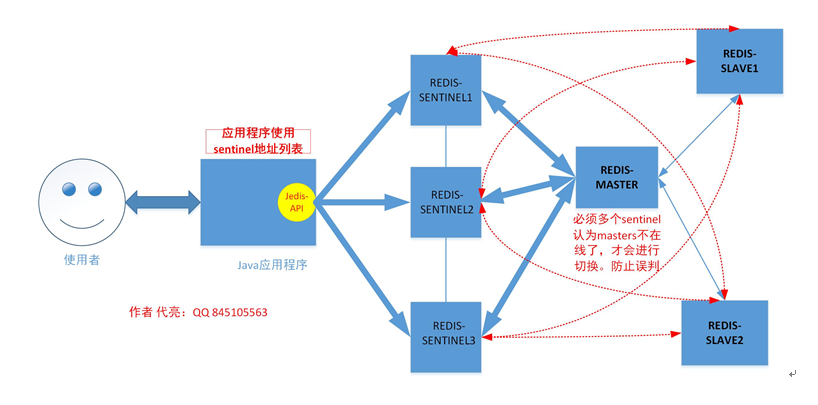 应用程序使用
sentinel地址列表
Jedis-
API
使用者
Java应用程序
作者 代亮：QQ 845105563
REDIS-
SENTINEL1
REDIS-
SENTINEL2
REDIS-
SENTINEL3
REDIS-
MASTER
必须多个sentinel
认为masters不在
线了，才会进行
切换。防止误判
REDIS-
SLAVE1
REDIS-
SLAVE2